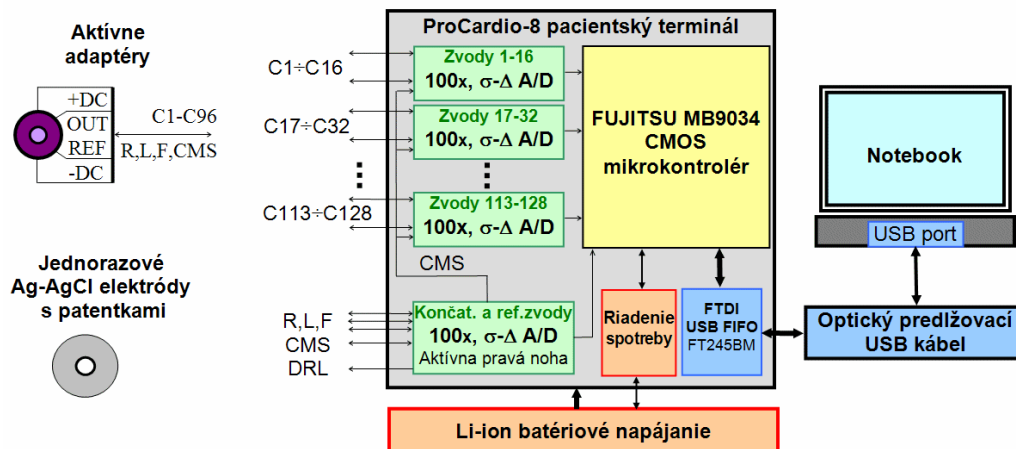 Aktívne
adaptéry
+DC
OUT
REF
-DC
C1-C96
R,L,F,CMS
Jednorazové
Ag-AgCl elektródy
s patentkami
ProCardio-8 pacientský terminál
C1÷C16
Zvody 1-16
100x, σ-Δ A/D
C17÷C32
Zvody 17-32
100x, σ-Δ A/D
C113÷C128
Zvody 113-128
100x, σ-Δ A/D
CMS
R,L,F
CMS
DRL
Končat. a ref.zvody
100x, σ-Δ A/D
Aktívna pravá noha
FUJITSU MB9034
CMOS
mikrokontrolér
Riadenie
spotreby
FTDI
USB FIFO
FT245BM
Li-ion batériové napájanie
Notebook
USB port
Optický predlžovací
USB kábel